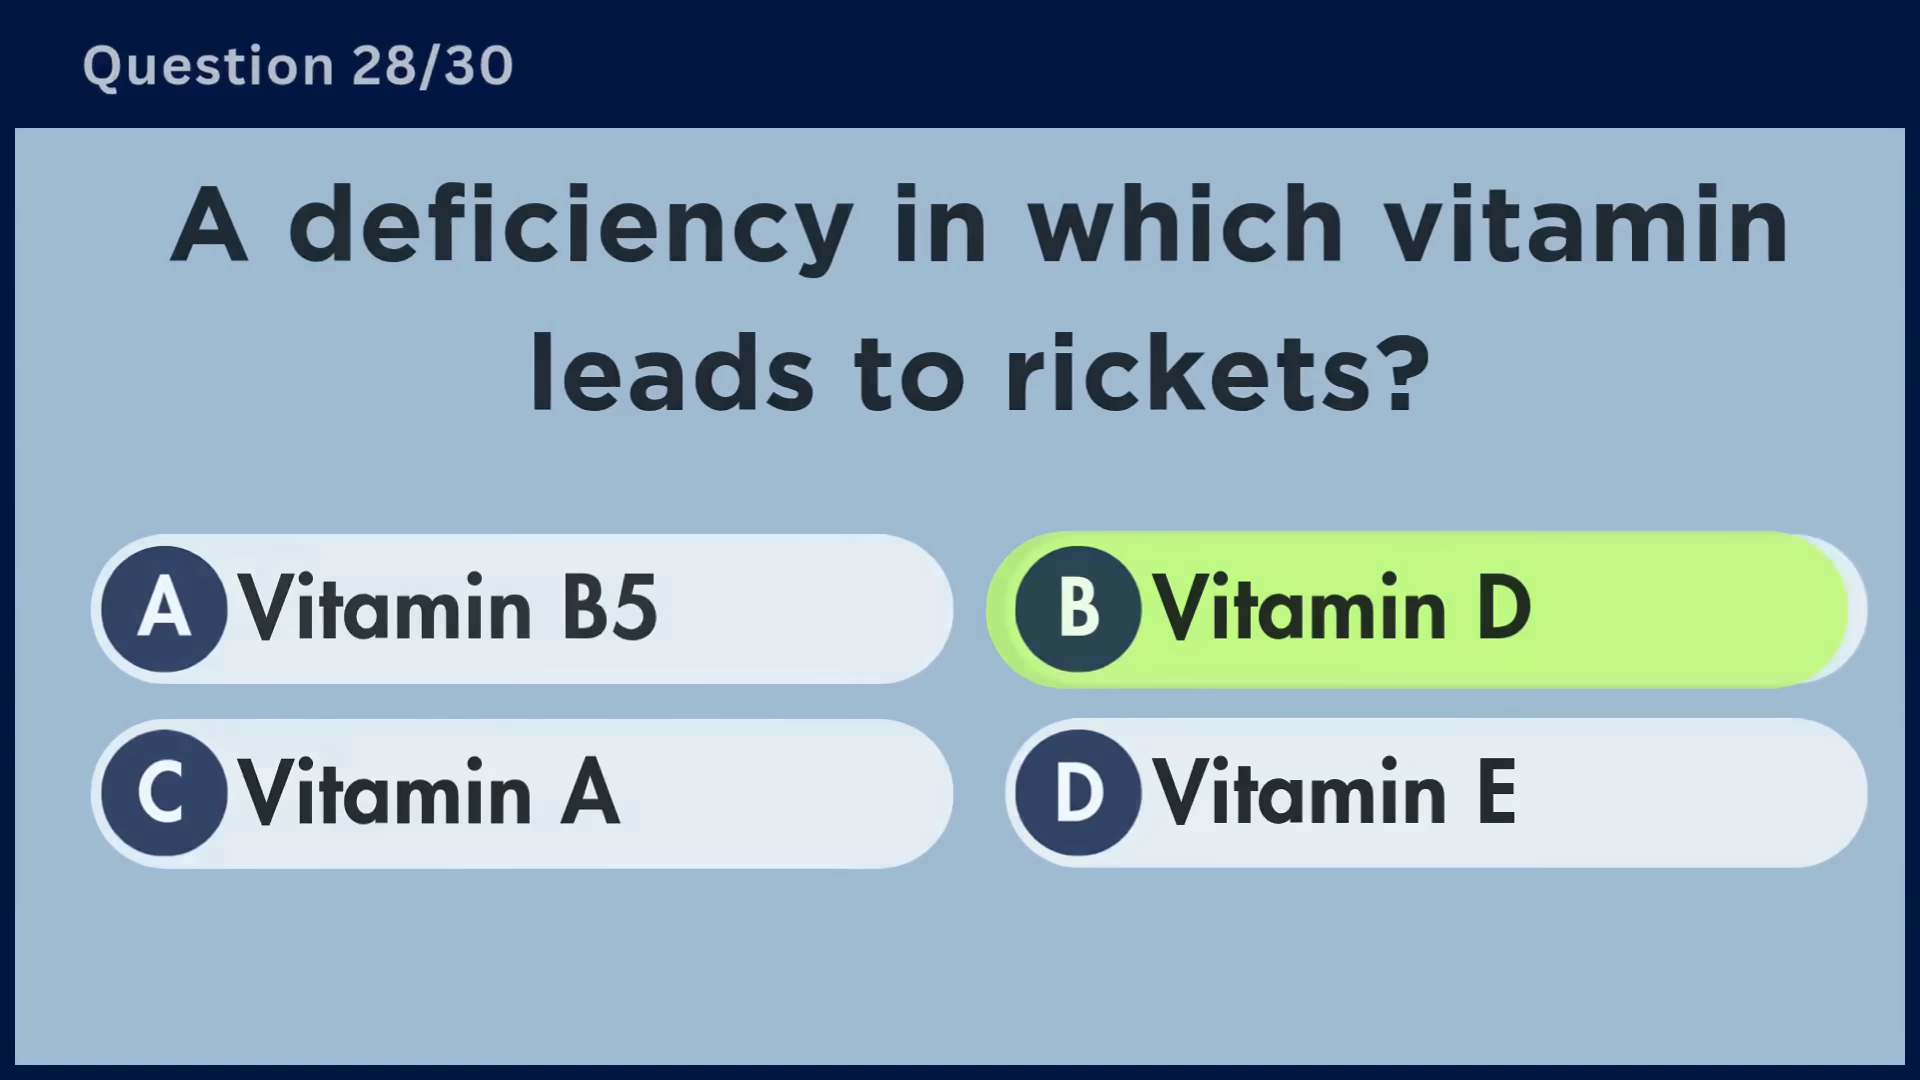 Question 28/30
A deficiency in which vitamin
leads to rickets?
A Vitamin B5
B Vitamin D
C Vitamin A
D Vitamin E